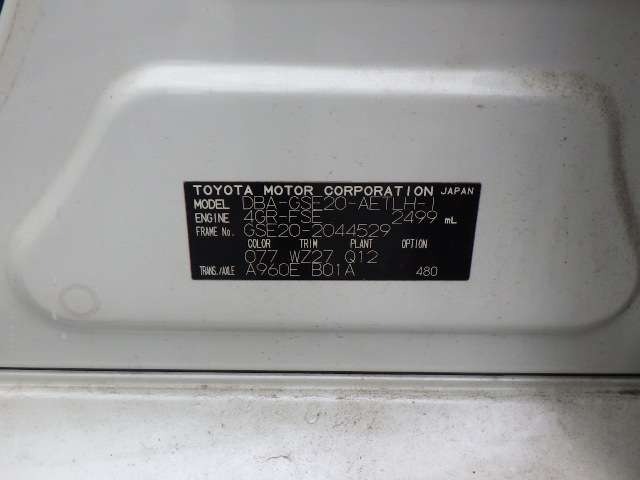 TOYOTA MOTOR CORPORATION JAPAN
MODEL DBA-GSE20-AETLH-1
ENGINE 4GR-FSE 2499 mL
FRAME No. GSE20-2044529
COLOR TRIM PLANT OPTION
077 WZ27 Q12
TRANS./AXLE A960E B01A 480